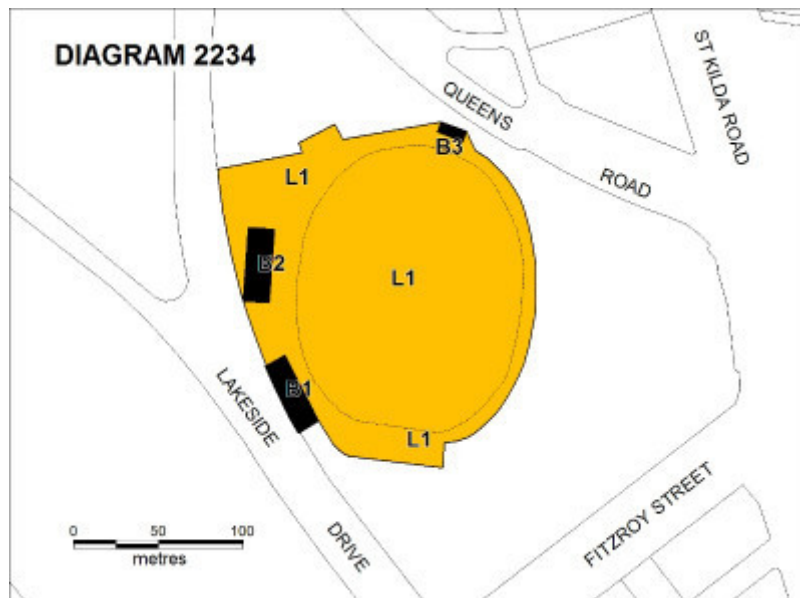 DIAGRAM 2234
ST KILDA ROAD
QUEENS
ROAD
B3
L1
B2
L1
B1
L1
LAKESIDE
DRIVE
FITZROY STREET
0 50 100
metres